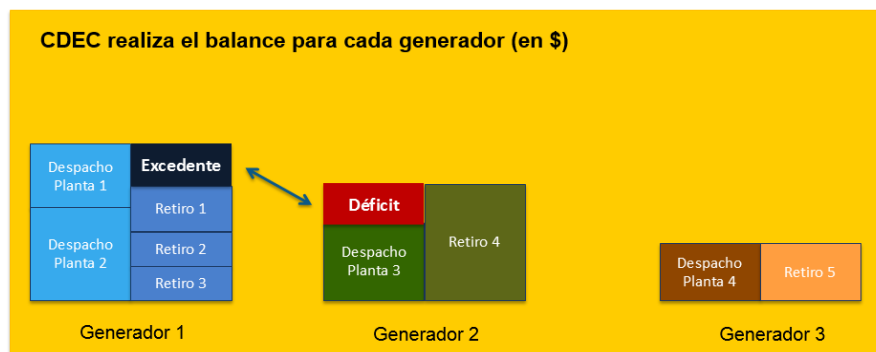 CDEC realiza el balance para cada generador (en $)
Despacho
Planta 1
Excedente
Retiro 1
Despacho
Planta 2
Retiro 2
Retiro 3
Generador 1
Déficit
Despacho
Planta 3
Retiro 4
Generador 2
Despacho
Planta 4
Retiro 5
Generador 3